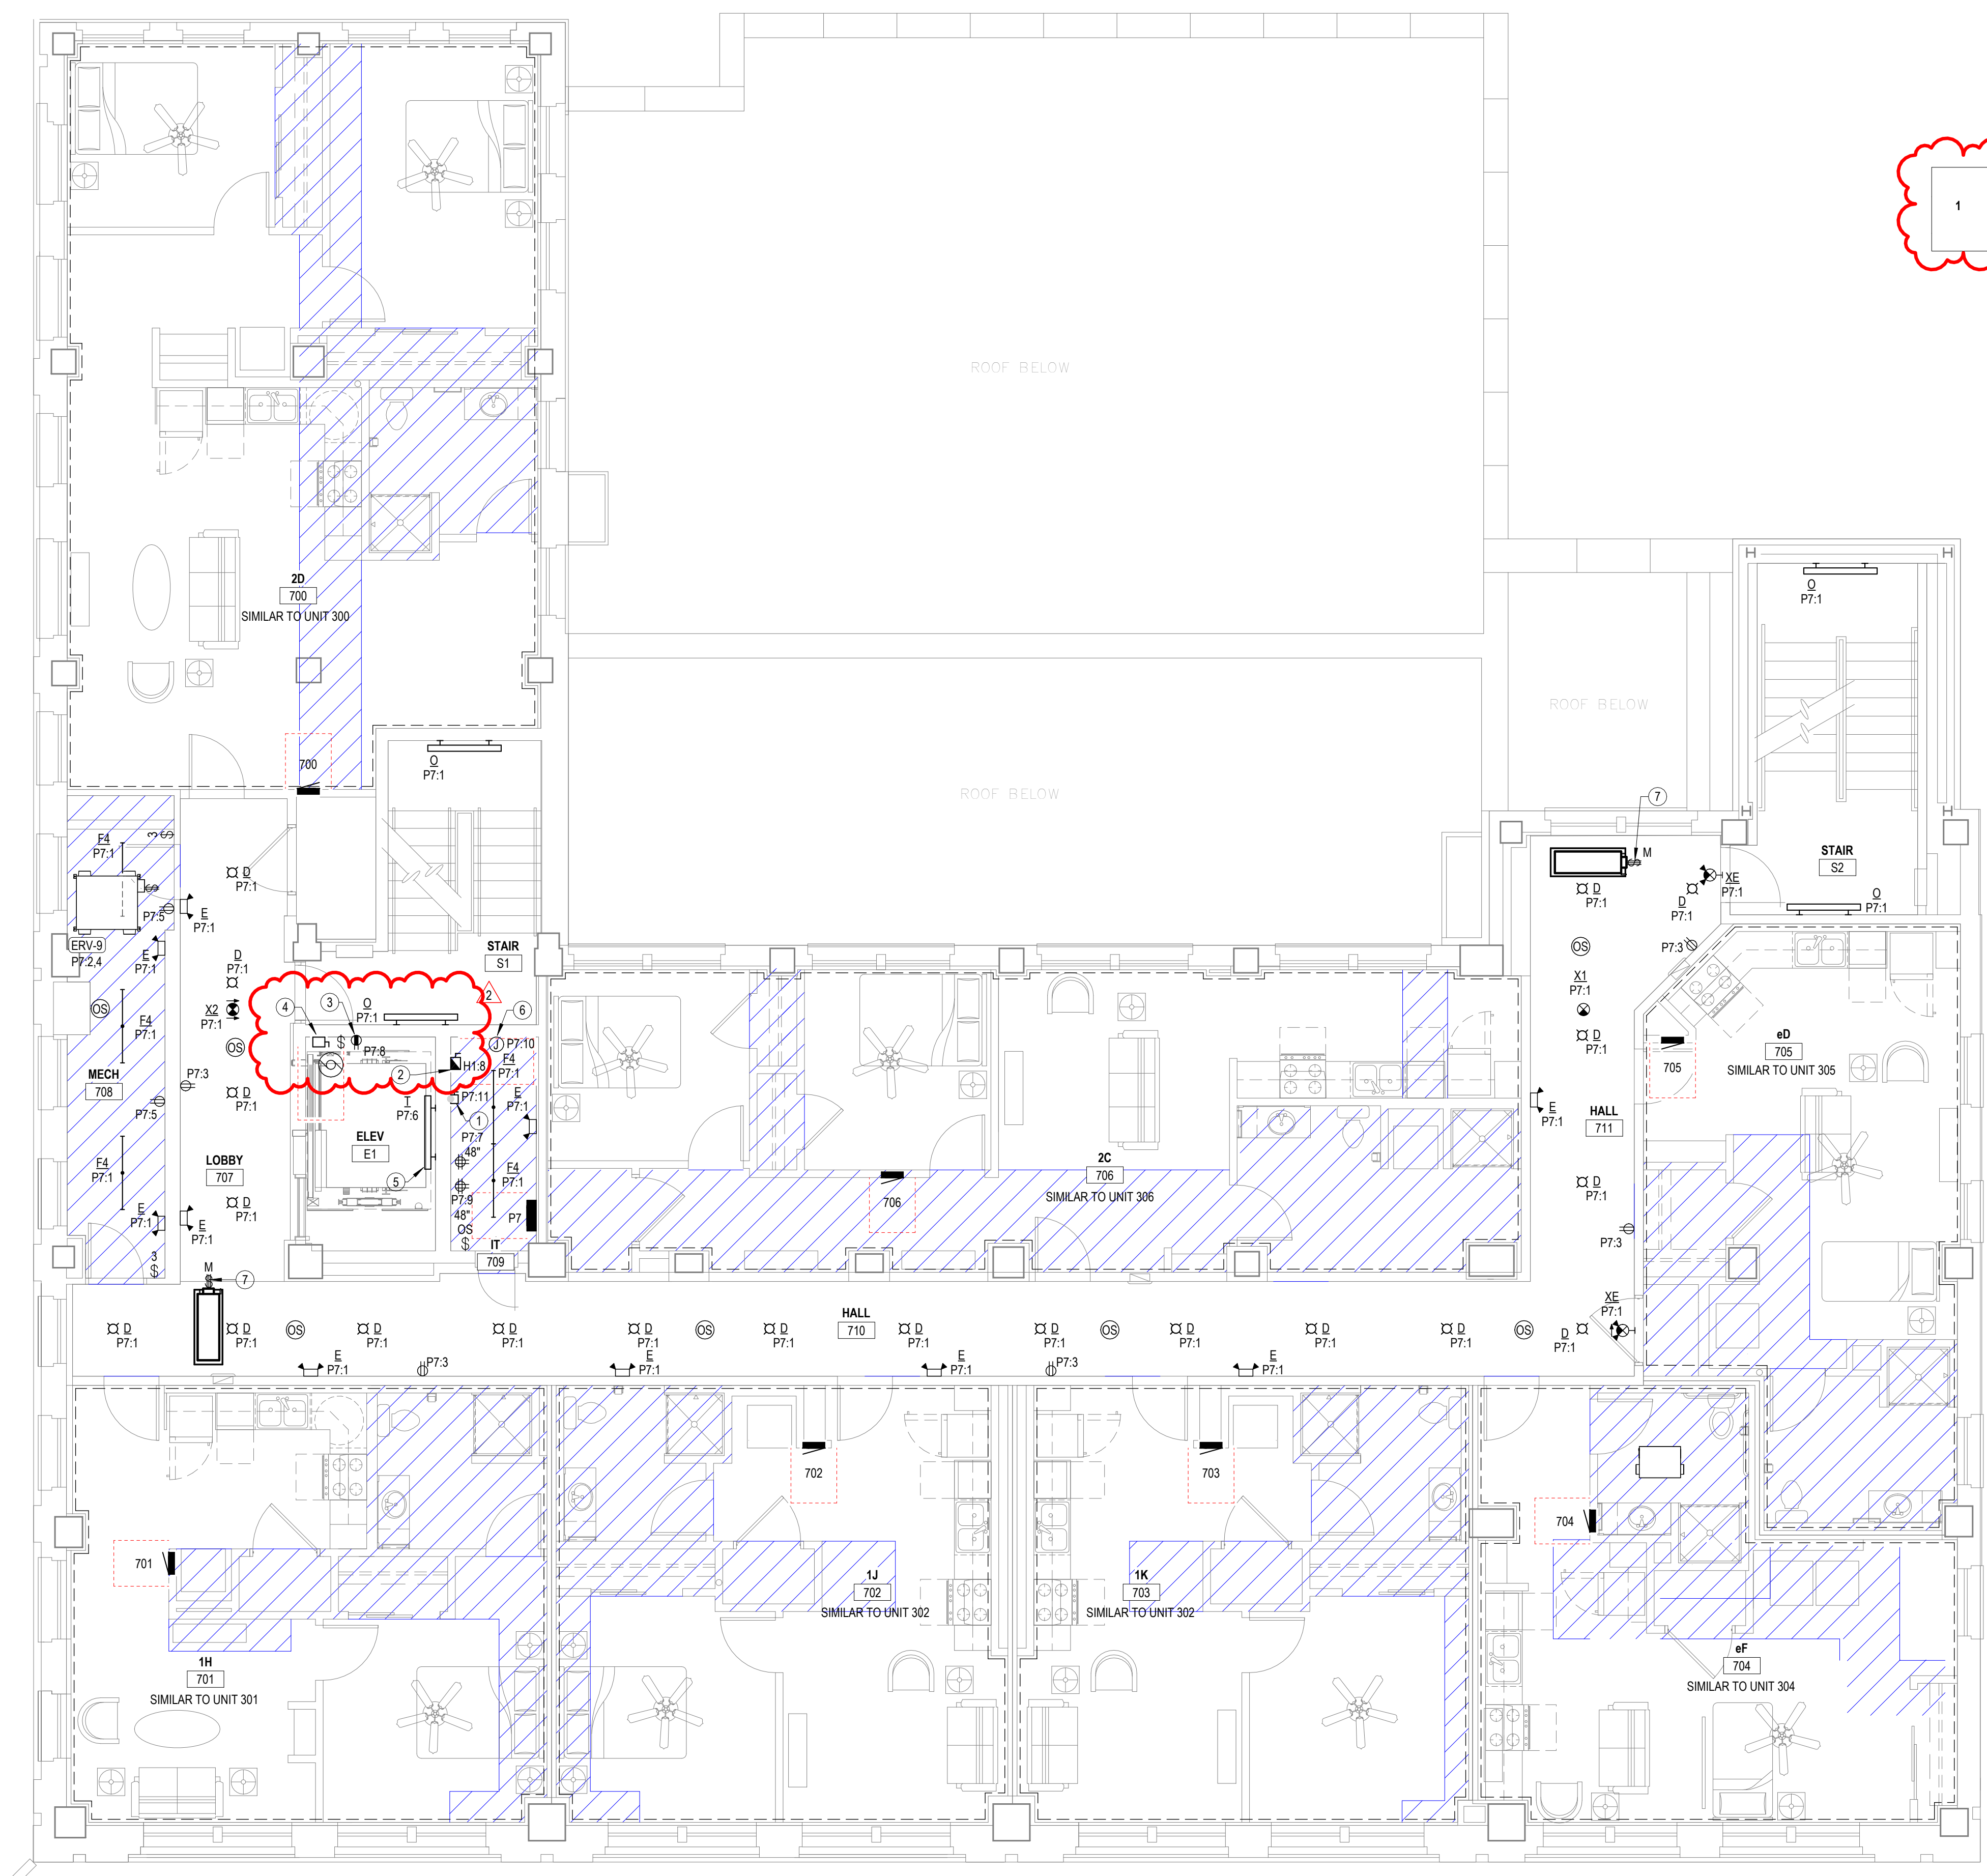 1
ROOF BELOW
2D
700
SIMILAR TO UNIT 300
O
P7:1
700
O
P7:1
ROOF BELOW
ROOF BELOW
7
M
3
$
F4
P7:1
$
P7:5
ERV-9
P7:2,4
E
P7:1
E
P7:1
D
P7:1
D
P7:1
OS
X2
P7:1
OS
F4
P7:1
MECH
708
P7:3
P7:5
D
P7:1
F4
P7:1
LOBBY
707
D
P7:1
E
P7:1
E
P7:1
3
$
STAIR
S1
2
4
3
O
P7:1
6
$
P7:8
J
P7:10
2
H1:8
F4
P7:1
P7:11
1
T
P7:6
E
P7:1
ELEV
E1
P7:7
48"
F4
P7:1
5
P7:9
48"
OS
$
P7
IT
709
2C
706
SIMILAR TO UNIT 306
706
D
P7:1
XE
P7:1
D
P7:1
STAIR
S2
O
P7:1
OS
P7:3
X1
P7:1
D
P7:1
705
eD
705
SIMILAR TO UNIT 305
E
P7:1
HALL
711
D
P7:1
P7:3
XE
P7:1
D
P7:1
M
$
7
HALL
710
D
P7:1
D
P7:1
OS
D
P7:1
D
P7:1
D
P7:1
OS
D
P7:1
D
P7:1
D
P7:1
OS
D
P7:1
D
P7:1
D
P7:1
OS
E
P7:1
P7:3
E
P7:1
E
P7:1
P7:3
E
P7:1
701
702
703
704
1H
701
SIMILAR TO UNIT 301
1J
702
SIMILAR TO UNIT 302
1K
703
SIMILAR TO UNIT 302
eF
704
SIMILAR TO UNIT 304